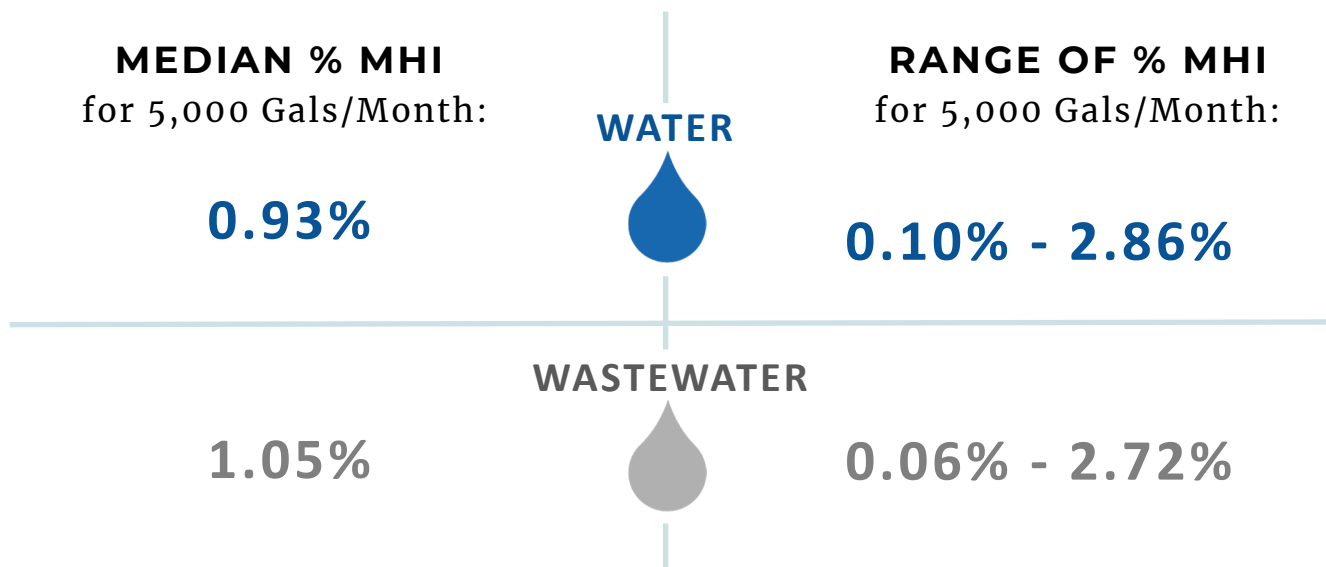 MEDIAN % MHI
for 5,000 Gals/Month:
0.93%
WATER
RANGE OF % MHI
for 5,000 Gals/Month:
0.10% - 2.86%
WASTEWATER
1.05%
0.06% - 2.72%